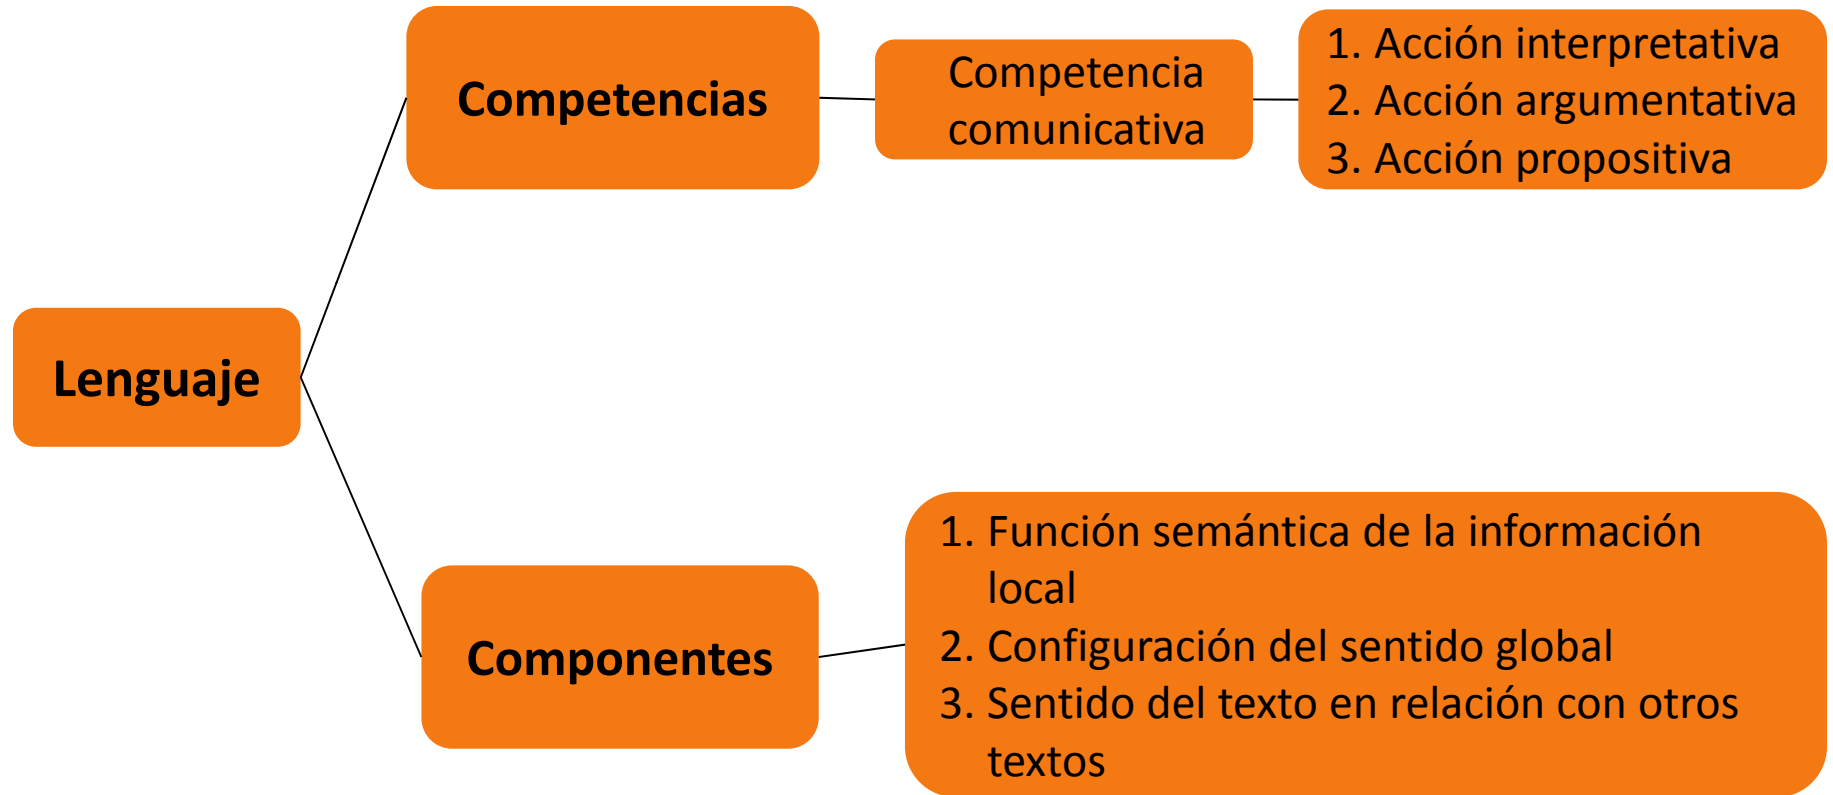 Competencias
Competencia
comunicativa
1. Acción interpretativa
2. Acción argumentativa
3. Acción propositiva
Lenguaje
Componentes
1. Función semántica de la información
local
2. Configuración del sentido global
3. Sentido del texto en relación con otros
textos